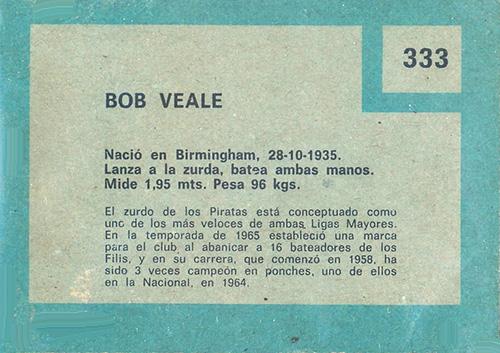 333
BOB VEALE
Nació en Birmingham, 28-10-1935.
Lanza a la zurda, batea ambas manos.
Mide 1,95 mts. Pesa 96 kgs.
El zurdo de los Piratas está conceptuado como
uno de los más veloces de ambas Ligas Mayores.
En la temporada de 1965 estableció una marca
para el club, al abanicar a 16 bateadores de los
Filis, y en su carrera, que comenzó en 1958, ha
sido 3 veces campeón en ponches, uno de ellos
en la Nacional, en 1964.